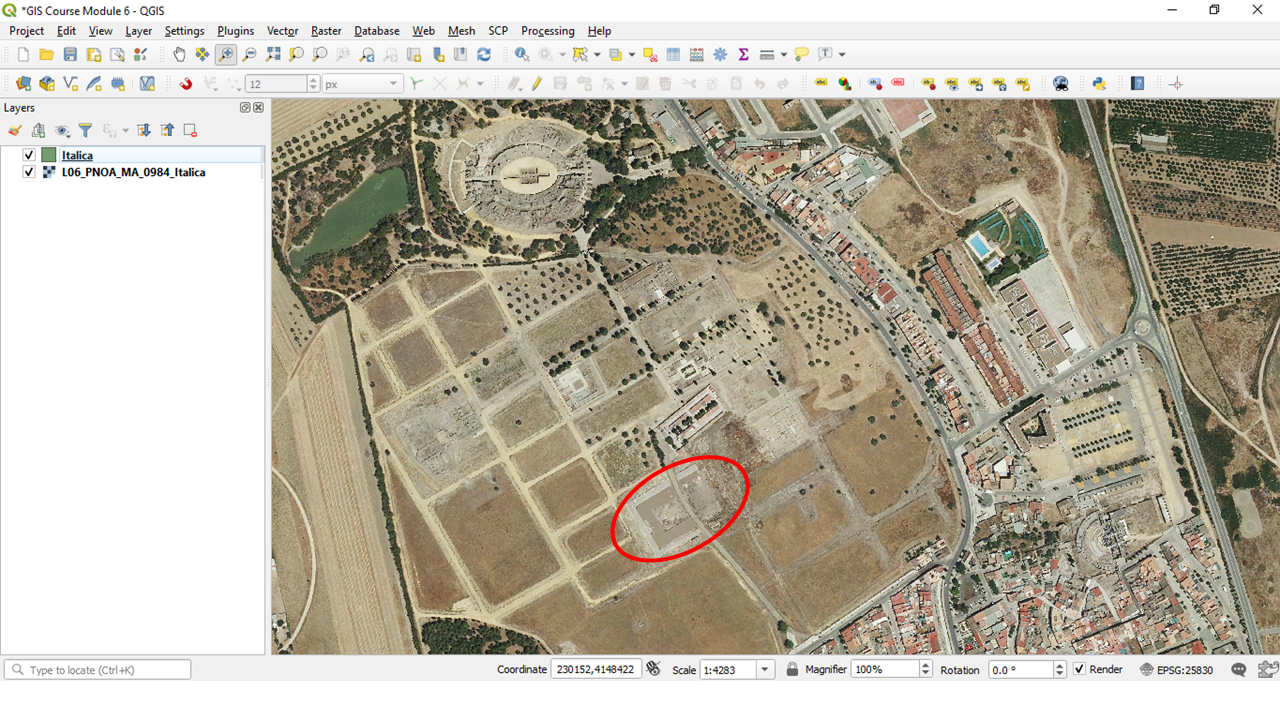 *GIS Course Module 6 - QGIS
Project Edit View Layer Settings Plugins Vector Raster Database Web Mesh SCP Processing Help
12 px
Layers
Italica
L06_PNOA_MA_0984_Italica
Type to locate (Ctrl+K) Coordinate 230152,4148422 Scale 1:4283 Magnifier 100% Rotation 0.0 ° Render EPSG:25830